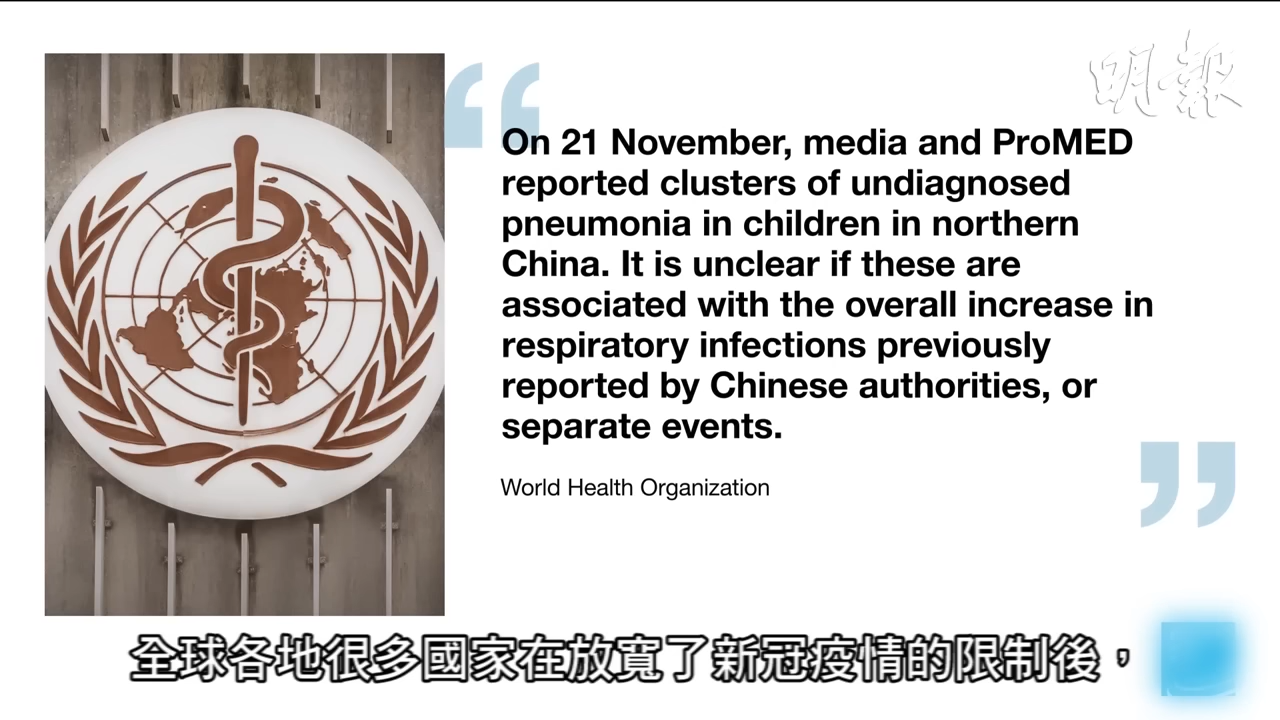 明報
On 21 November, media and ProMED
reported clusters of undiagnosed
pneumonia in children in northern
China. It is unclear if these are
associated with the overall increase in
respiratory infections previously
reported by Chinese authorities, or
separate events.
World Health Organization
全球各地很多國家在放寬了新冠疫情的限制後，